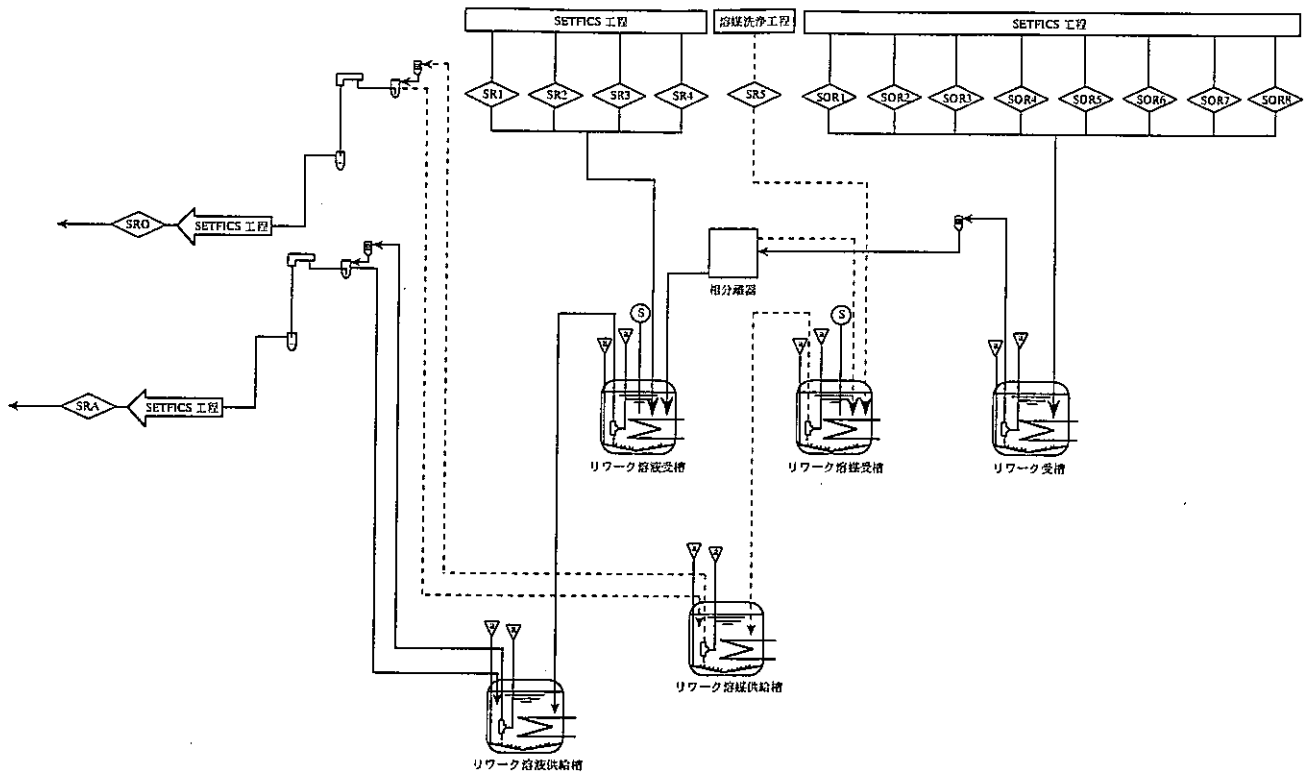 SETFICS 工程
溶媒洗浄工程
SETFICS 工程
SR1
SR2
SR3
SR4
SR5
SOR1
SOR2
SOR3
SOR4
SOR5
SOR6
SOR7
SOR8
SRO
SETFICS 工程
相分離器
S
S
SRA
SETFICS 工程
リワーク溶液受槽
リワーク溶媒受槽
リワーク受槽
リワーク溶媒供給槽
リワーク溶液供給槽